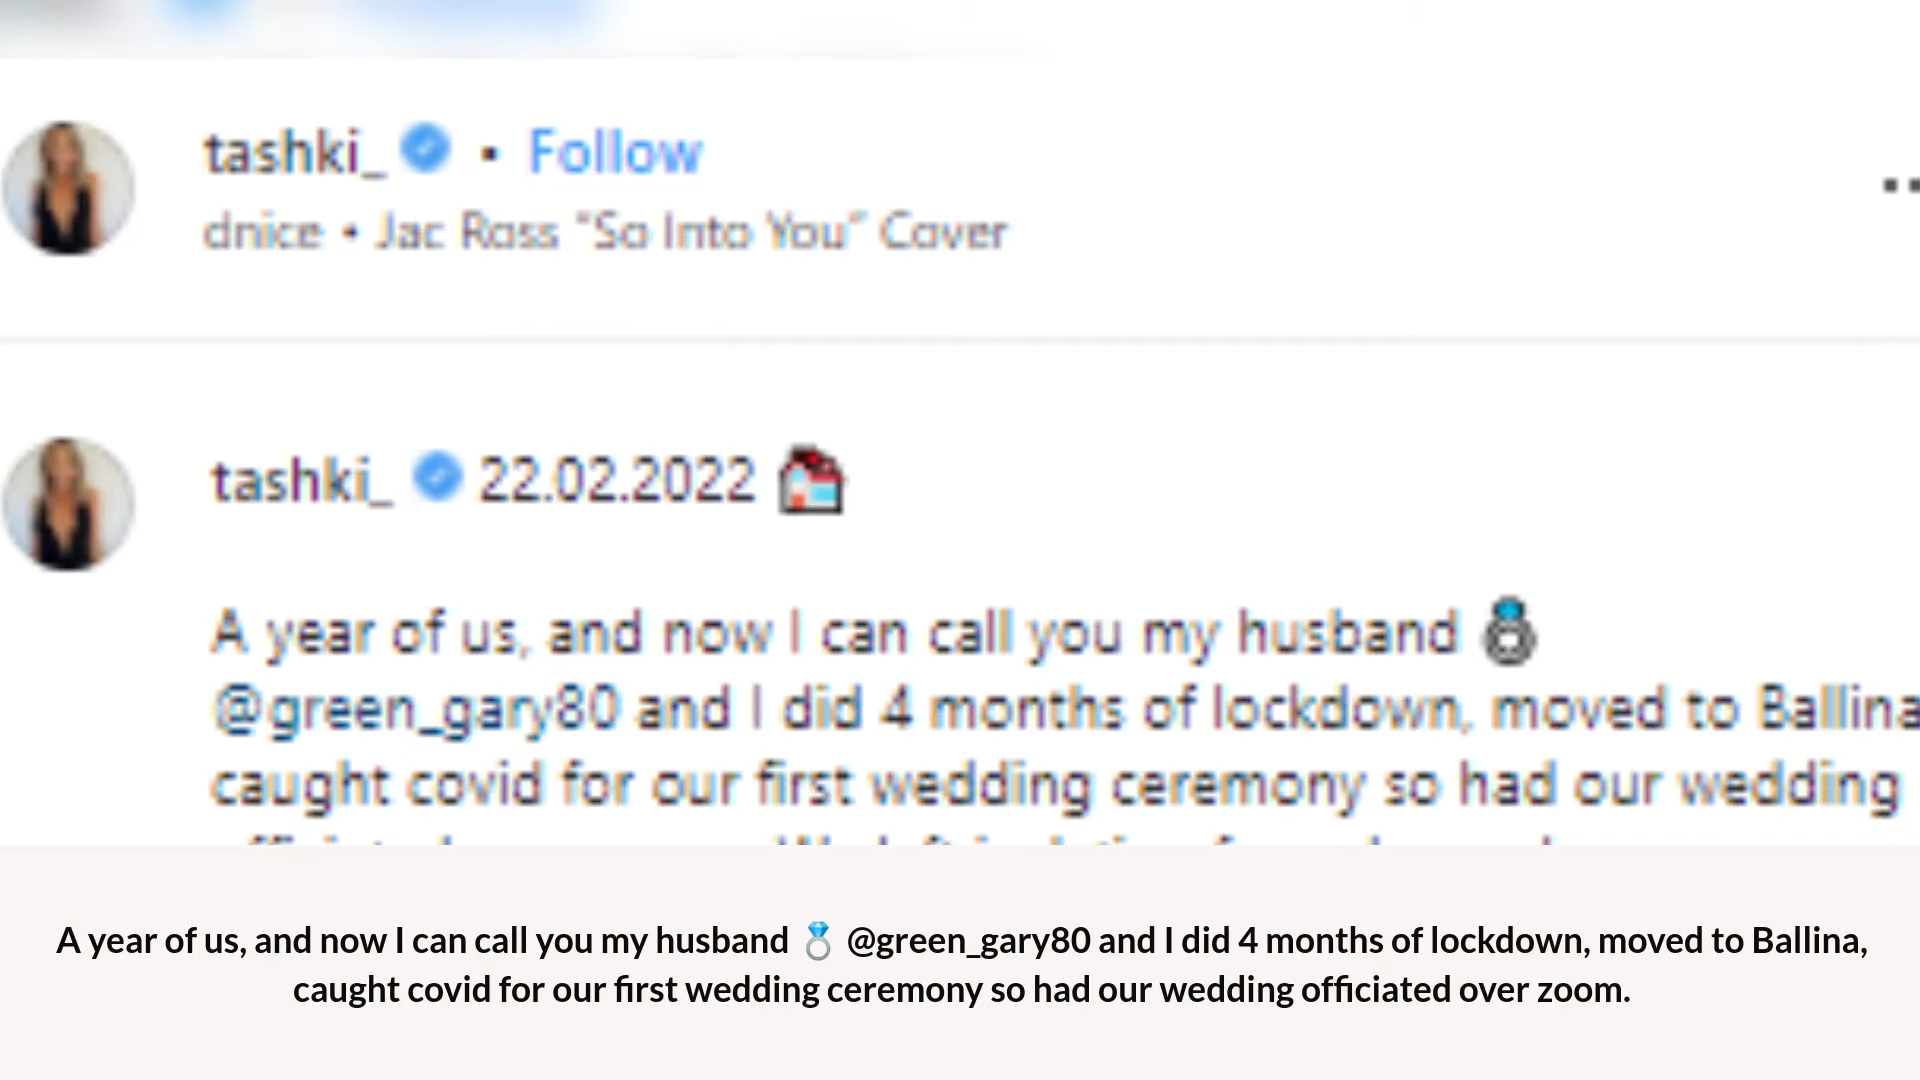 tashki_ • Follow
dnice • Jac Ross "So Into You" Cover
tashki_ 22.02.2022 🏠
A year of us, and now I can call you my husband 💍
@green_gary80 and I did 4 months of lockdown, moved to Ballina
caught covid for our first wedding ceremony so had our wedding
A year of us, and now I can call you my husband 💍 @green_gary80 and I did 4 months of lockdown, moved to Ballina,
caught covid for our first wedding ceremony so had our wedding officiated over zoom.